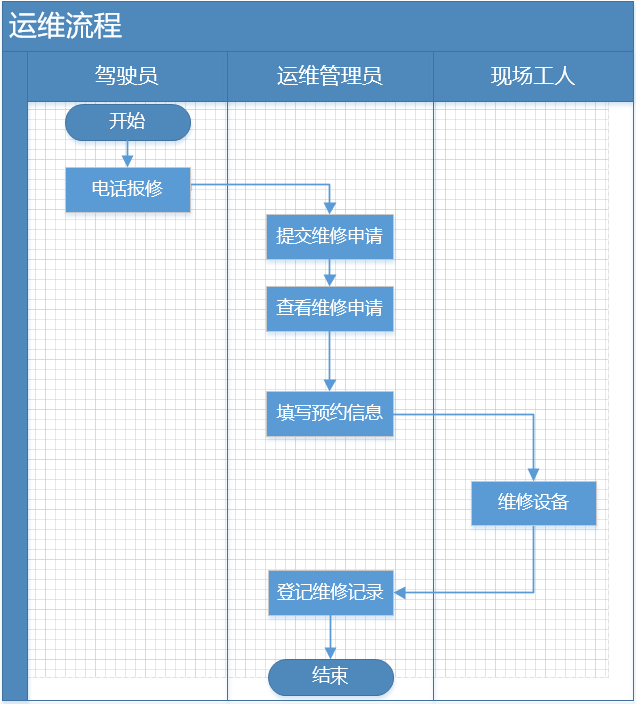 运维流程
驾驶员
运维管理员
现场工人
开始
电话报修
提交维修申请
查看维修申请
填写预约信息
维修设备
登记维修记录
结束